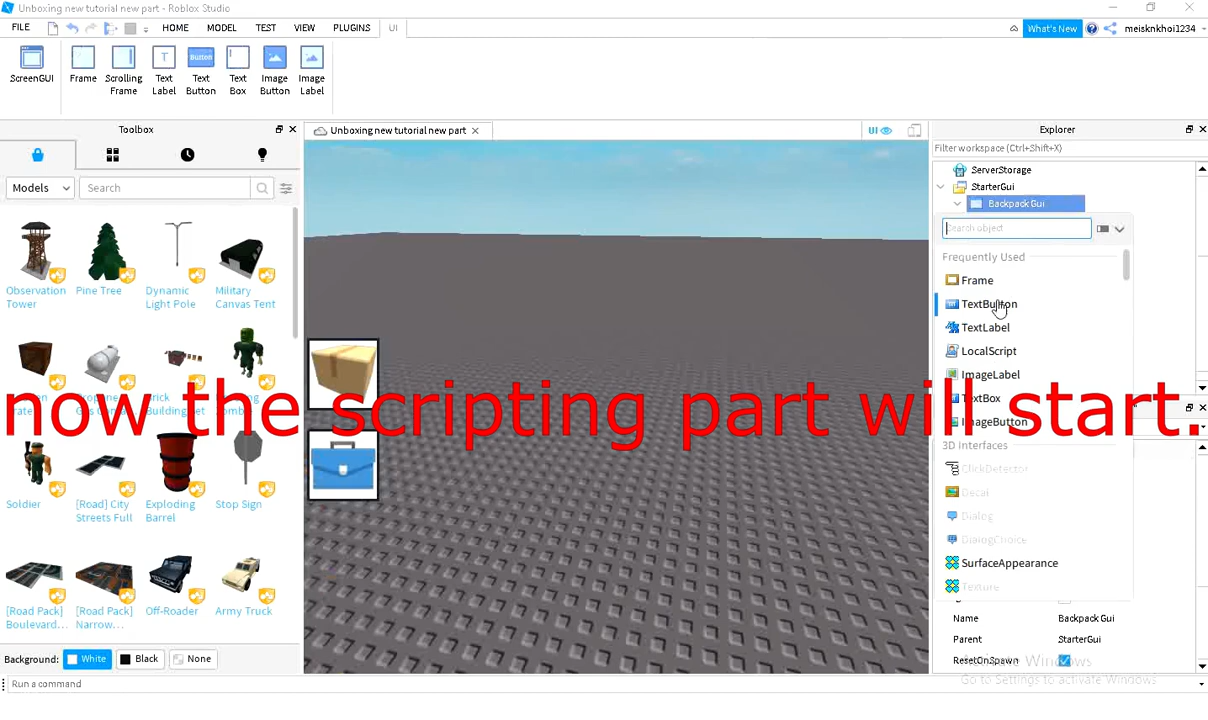 Unboxing new tutorial new part - Roblox Studio
FILE HOME MODEL TEST VIEW PLUGINS UI What's New meisknkhoi1234
ScreenGUI Frame Scrolling Frame Text Label Text Button Text Box Image Button Image Label
Toolbox
Unboxing new tutorial new part
UI
Explorer
Models Search
Filter workspace (Ctrl+Shift+X)
ServerStorage
StarterGui
Backpack Gui
Search object
Frequently Used
Frame
TextButton
TextLabel
LocalScript
ImageLabel
TextBox
ImageButton
3D Interfaces
ClickDetector
Decal
Dialog
DialogChoice
SurfaceAppearance
Texture
Observation Tower
Pine Tree
Dynamic Light Pole
Military Canvas Tent
now the scripting part will start.
Soldier
[Road] City Streets Full
Exploding Barrel
Stop Sign
[Road Pack] Boulevard...
[Road Pack] Narrow...
Off-Roader
Army Truck
Name Backpack Gui
Parent StarterGui
ResetOnSpawn
Activate Windows
Go to Settings to activate Windows.
Background: White Black None
Run a command